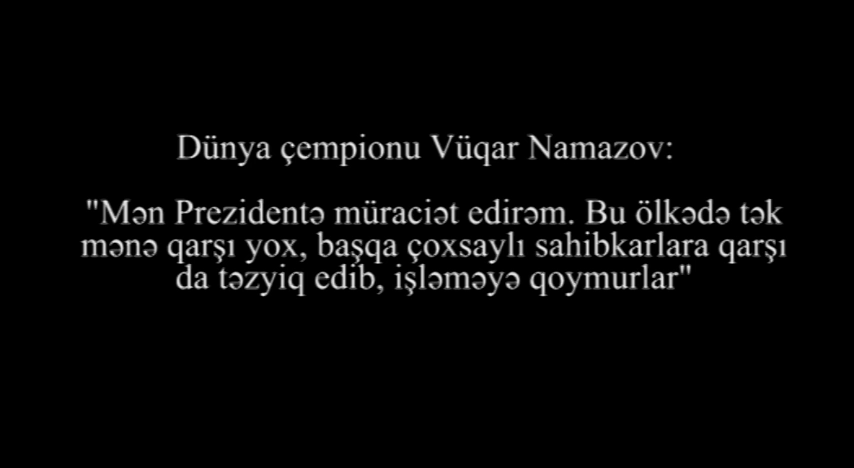 Dünya çempionu Vüqar Namazov:
"Mən Prezidentə müraciət edirəm. Bu ölkədə tək
mənə qarşı yox, başqa çoxsaylı sahibkarlara qarşı
da təzyiq edib, işləməyə qoymurlar"